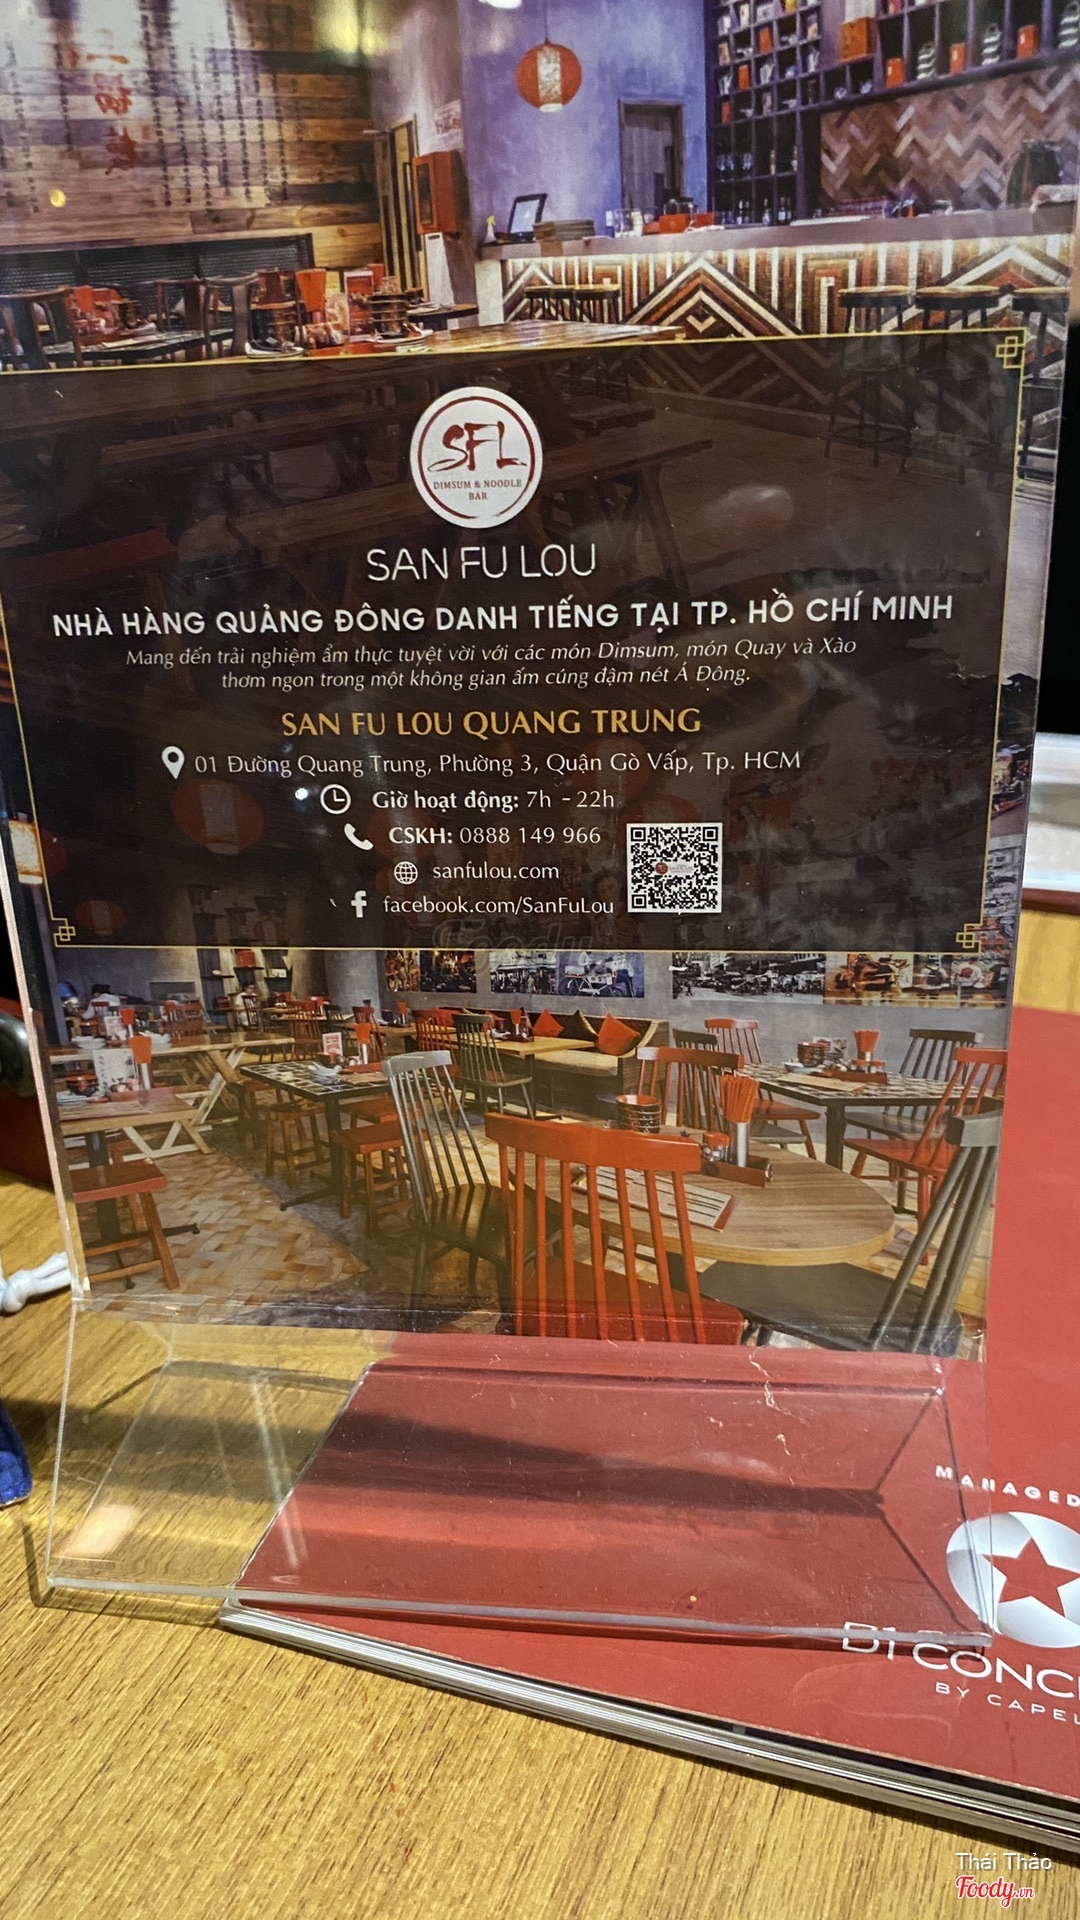 SFL
DIMSUM & NOODLE
BAR
SAN FU LOU
NHÀ HÀNG QUẢNG ĐÔNG DANH TIẾNG TẠI TP. HỒ CHÍ MINH
Mang đến trải nghiệm ẩm thực tuyệt vời với các món Dimsum, món Quay và Xào
thơm ngon trong một không gian ấm cúng đậm nét Á Đông.
SAN FU LOU QUANG TRUNG
01 Đường Quang Trung, Phường 3, Quận Gò Vấp, Tp. HCM
Giờ hoạt động: 7h - 22h
CSKH: 0888 149 966
sanfulou.com
facebook.com/SanFuLou
Foody
MANAGED
B1 CONC
BY CAPEL
Thái Thảo
Foody.vn